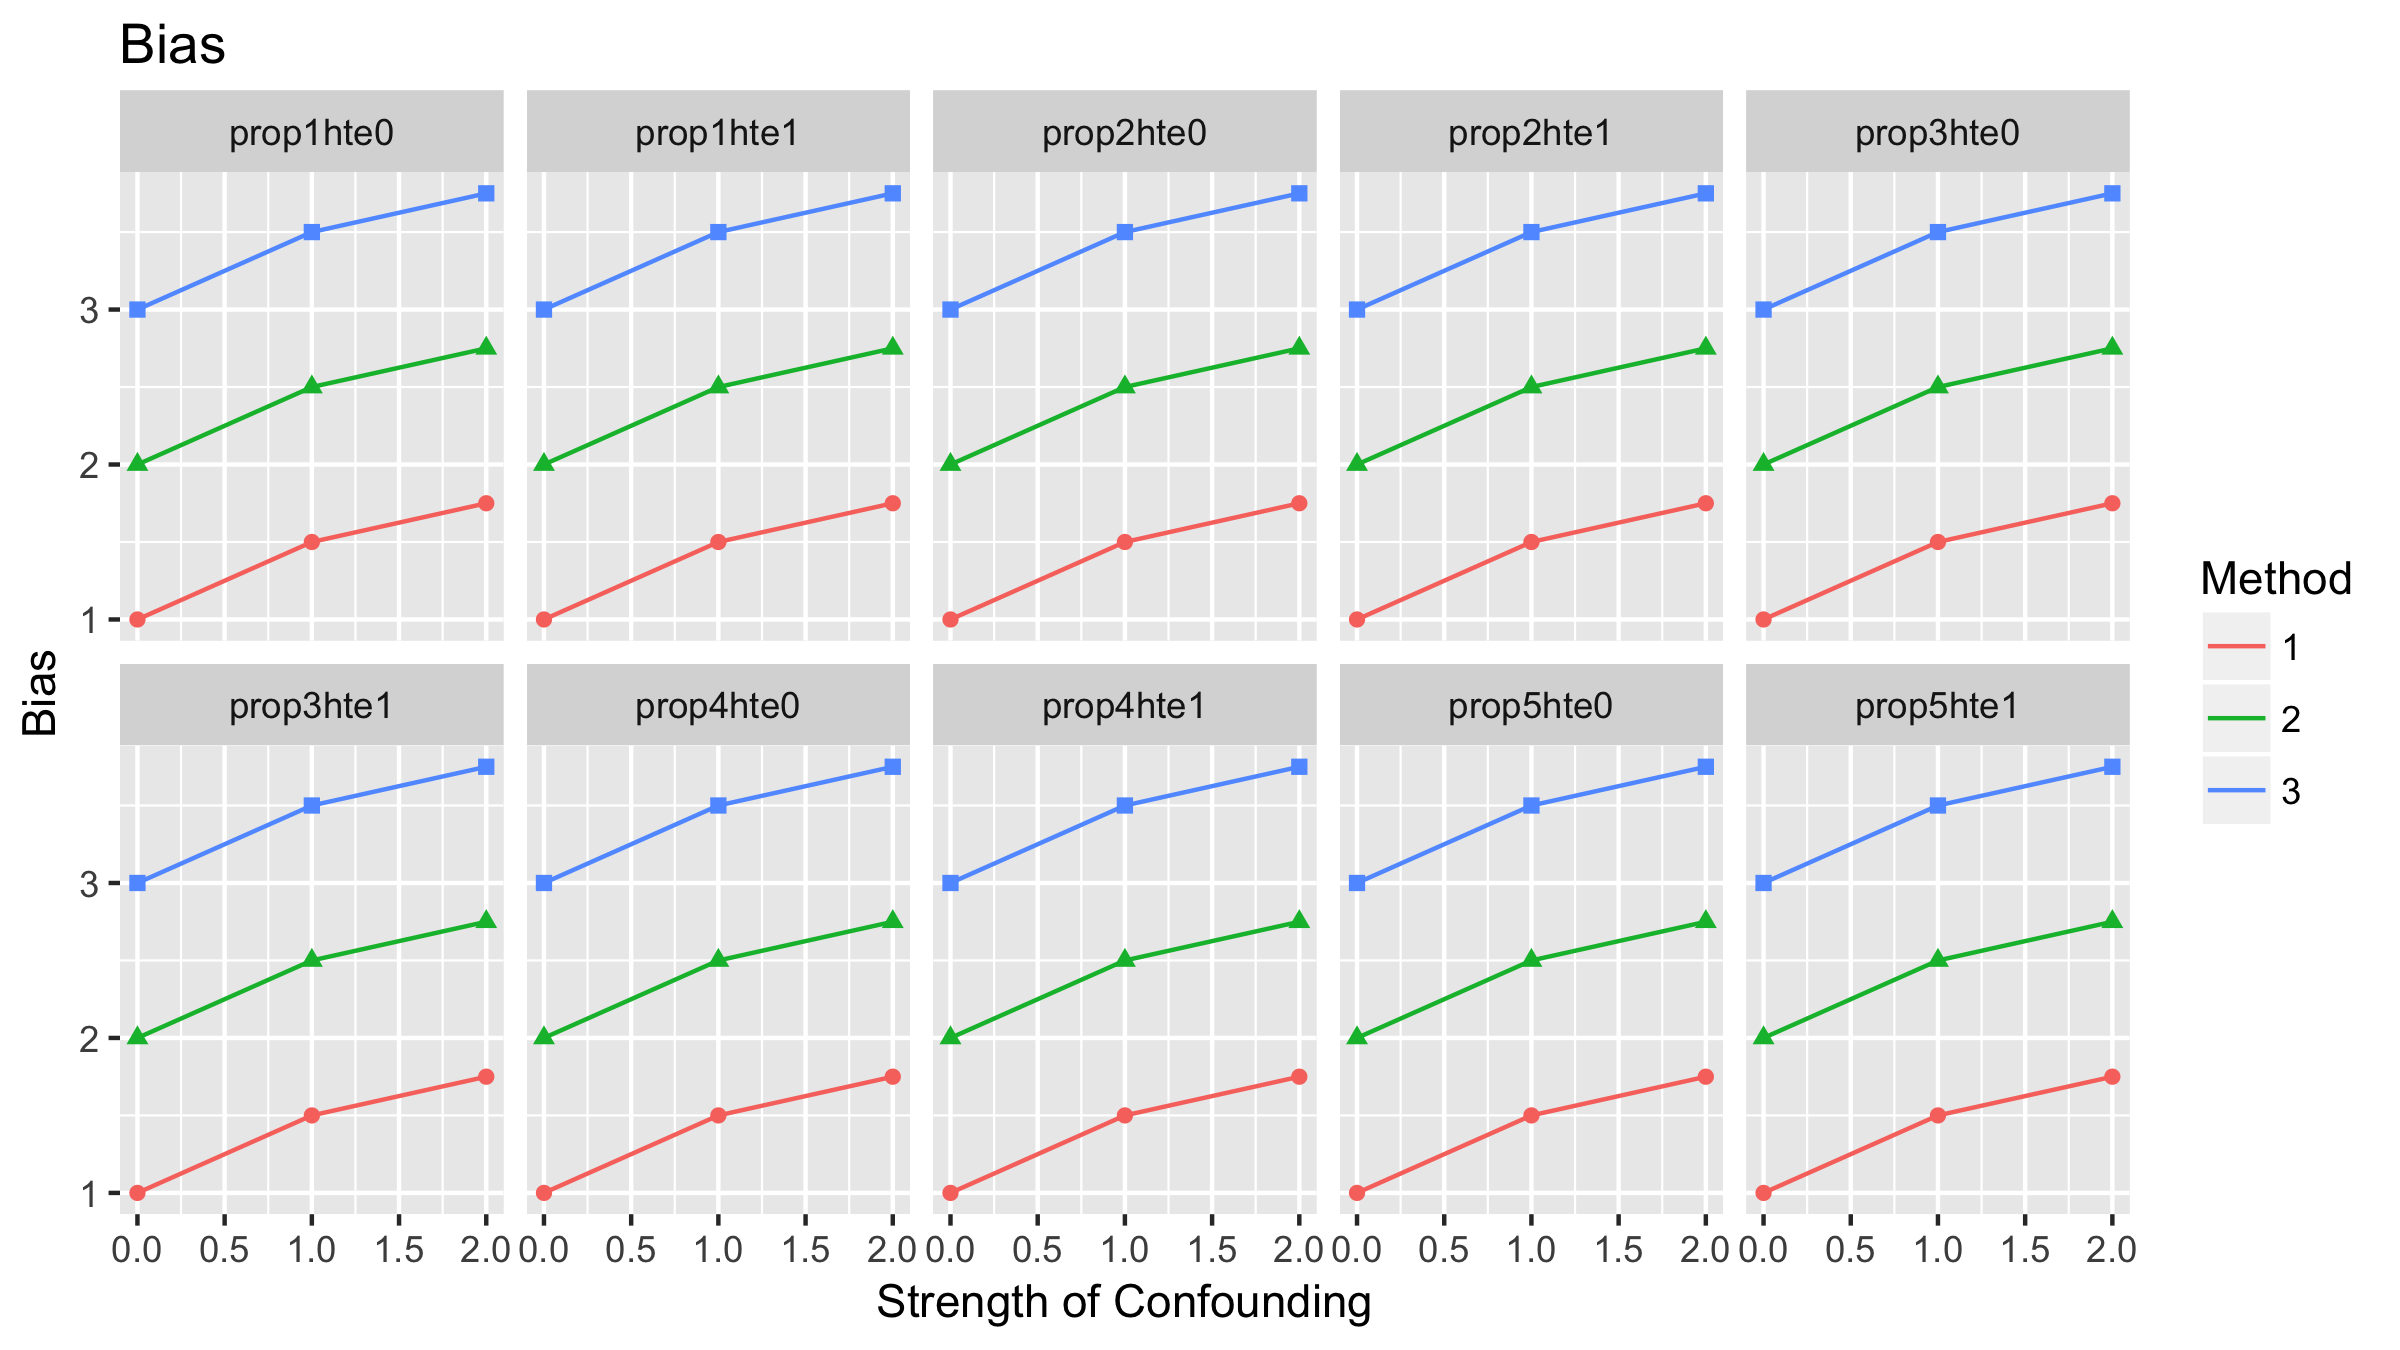 Bias
prop1hte0 prop1hte1 prop2hte0 prop2hte1 prop3hte0
3
2
1
Bias
prop3hte1 prop4hte0 prop4hte1 prop5hte0 prop5hte1
3
2
1
0.0 0.5 1.0 1.5 2.0 0.0 0.5 1.0 1.5 2.0 0.0 0.5 1.0 1.5 2.0 0.0 0.5 1.0 1.5 2.0 0.0 0.5 1.0 1.5 2.0
Strength of Confounding
Method
1
2
3